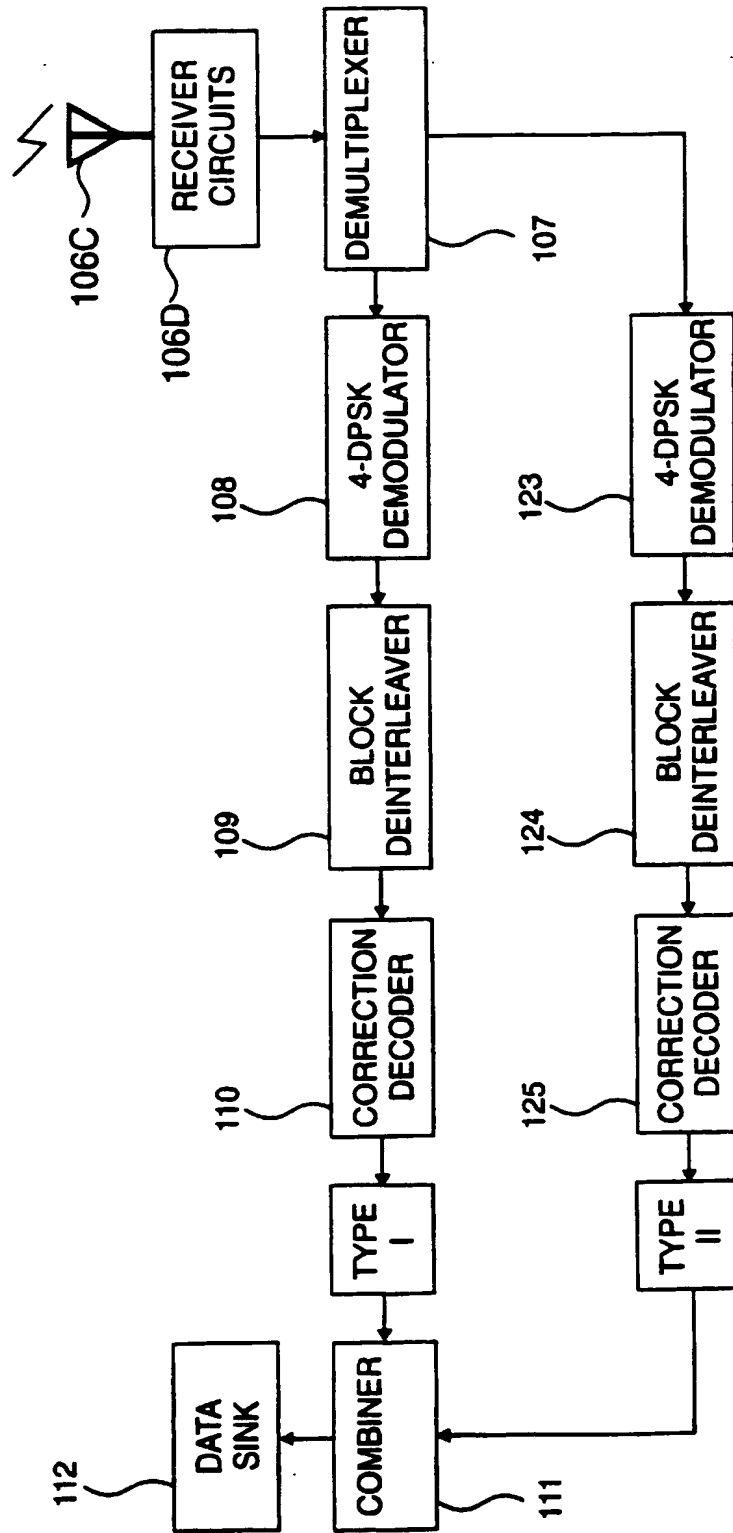 106C
106D
RECEIVER
CIRCUITS
DEMULTIPLEXER
107
108
4-DPSK
DEMODULATOR
109
BLOCK
DEINTERLEAVER
110
CORRECTION
DECODER
TYPE
I
112
DATA
SINK
COMBINER
111
123
4-DPSK
DEMODULATOR
124
BLOCK
DEINTERLEAVER
125
CORRECTION
DECODER
TYPE
II